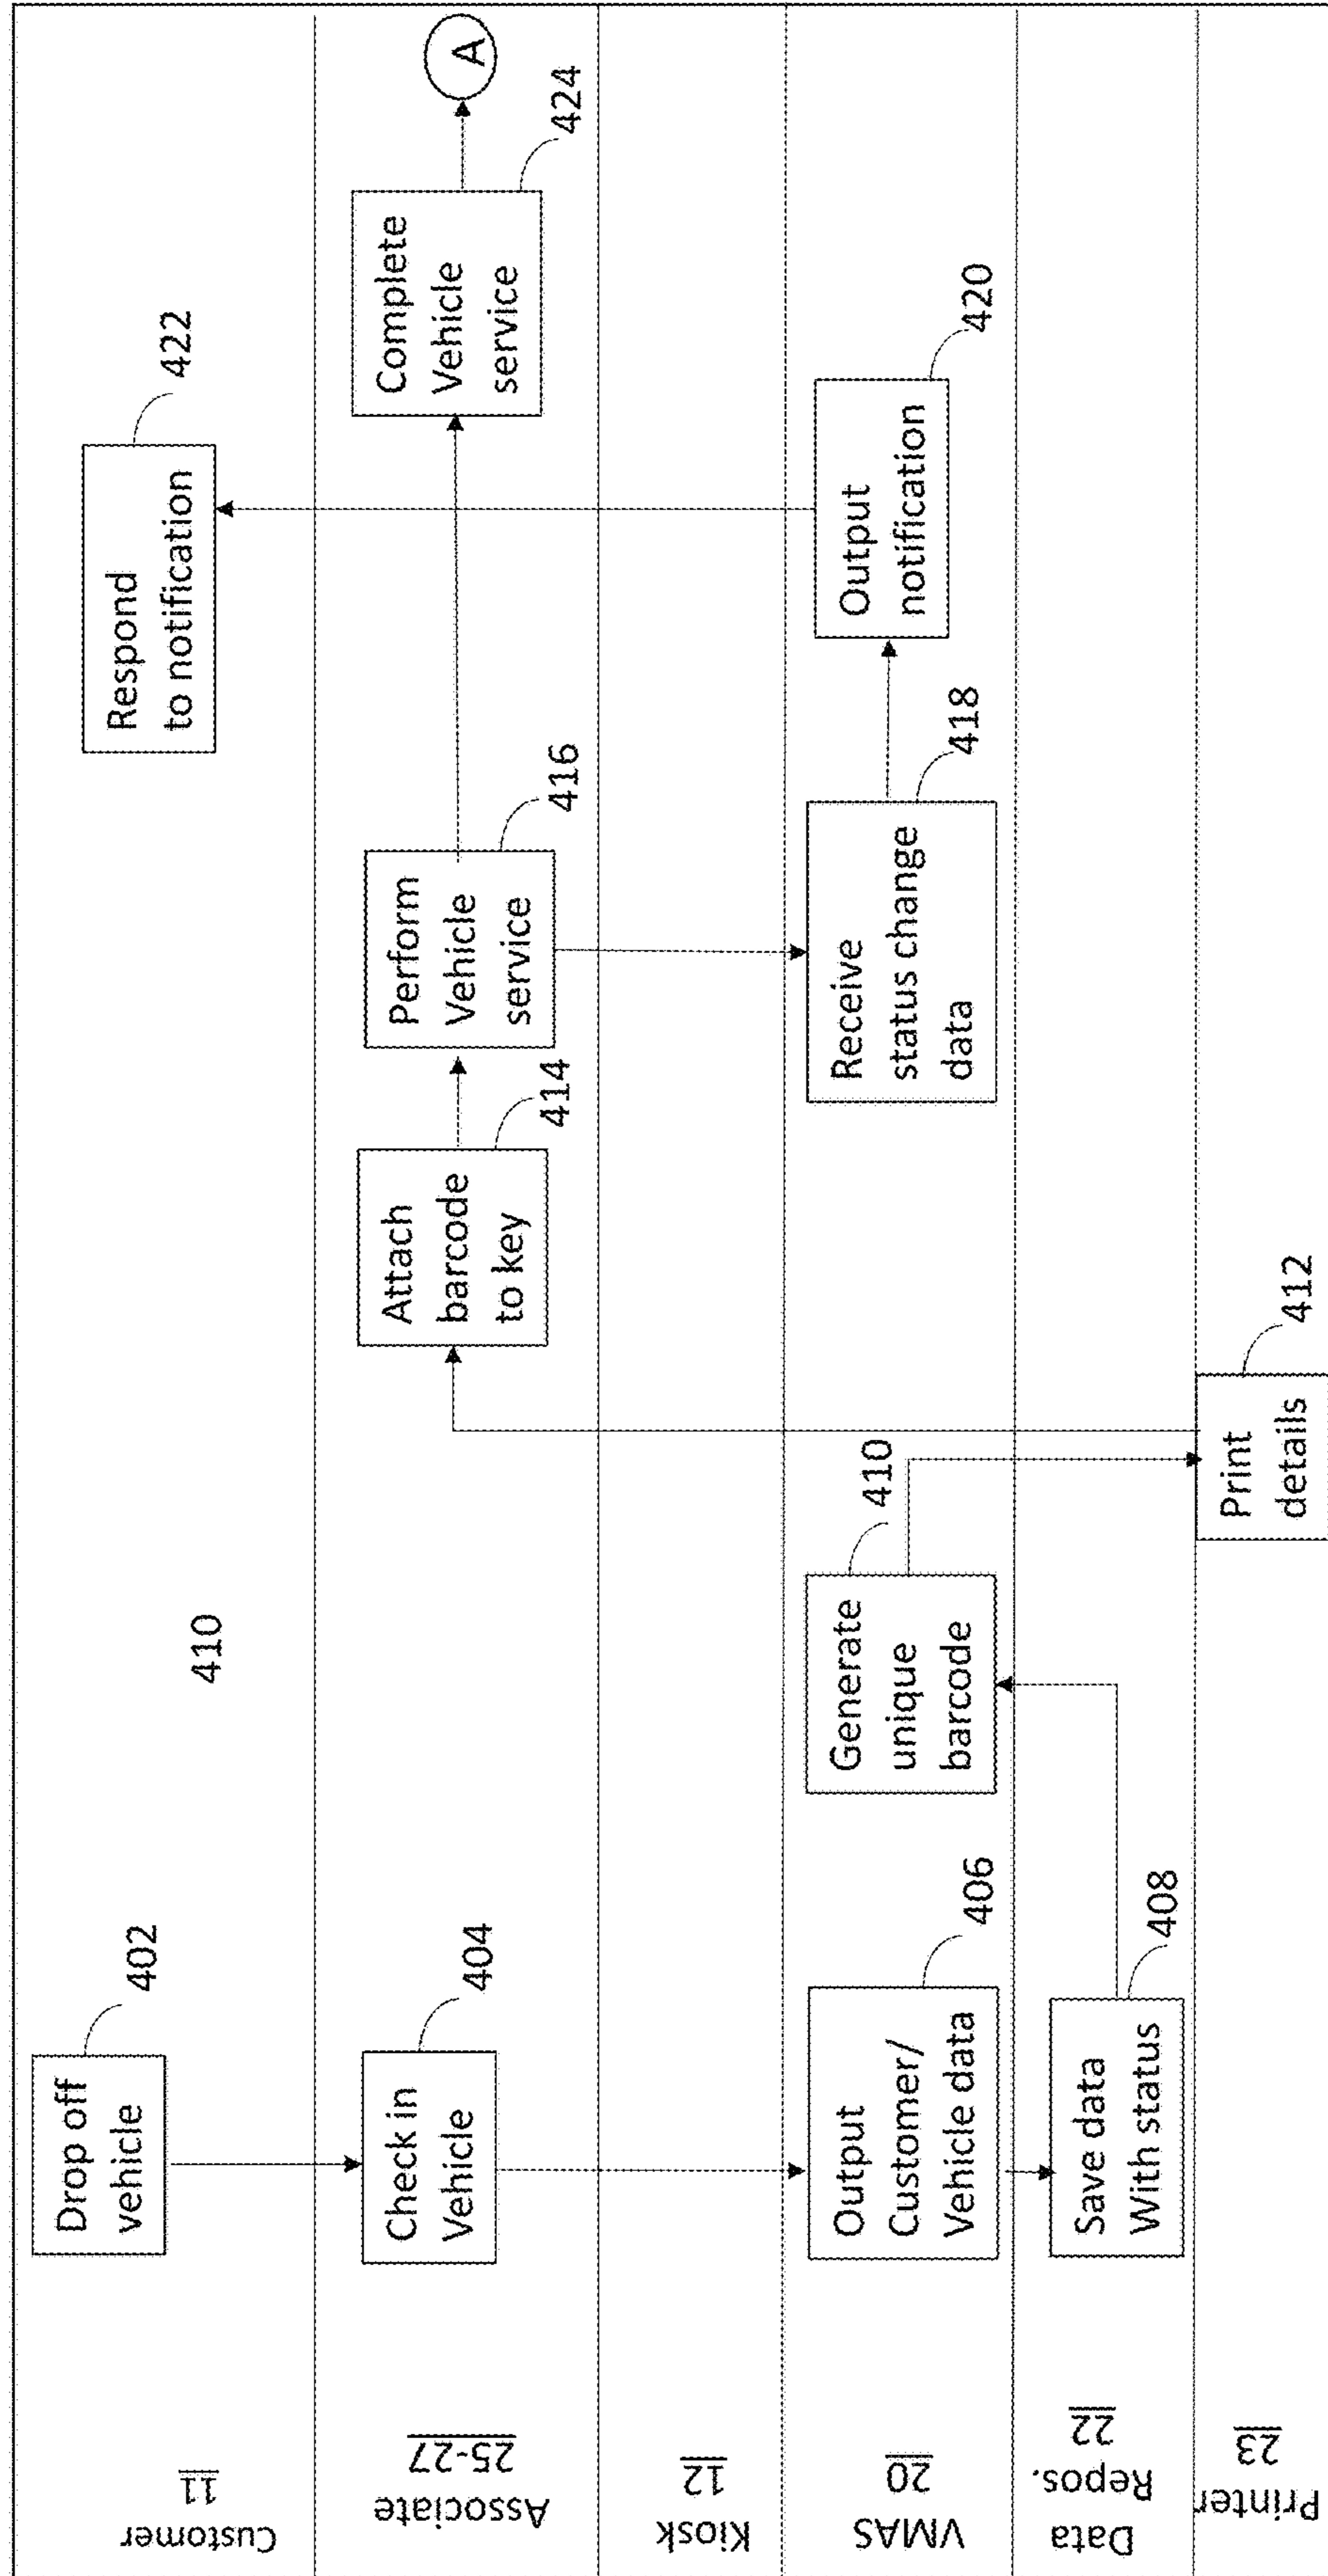 Customer
11
Drop off
vehicle
402
410
Respond
to notification
422
Associate
25-27
Check in
Vehicle
404
Attach
barcode
to key
414
Perform
Vehicle
service
416
Complete
Vehicle
service
424
A
Kiosk
12
VMAS
20
Output
Customer/
Vehicle data
406
Generate
unique
barcode
410
Receive
status change
data
418
Output
notification
420
Data
Repos.
22
Save data
With status
408
Printer
23
Print
details
412